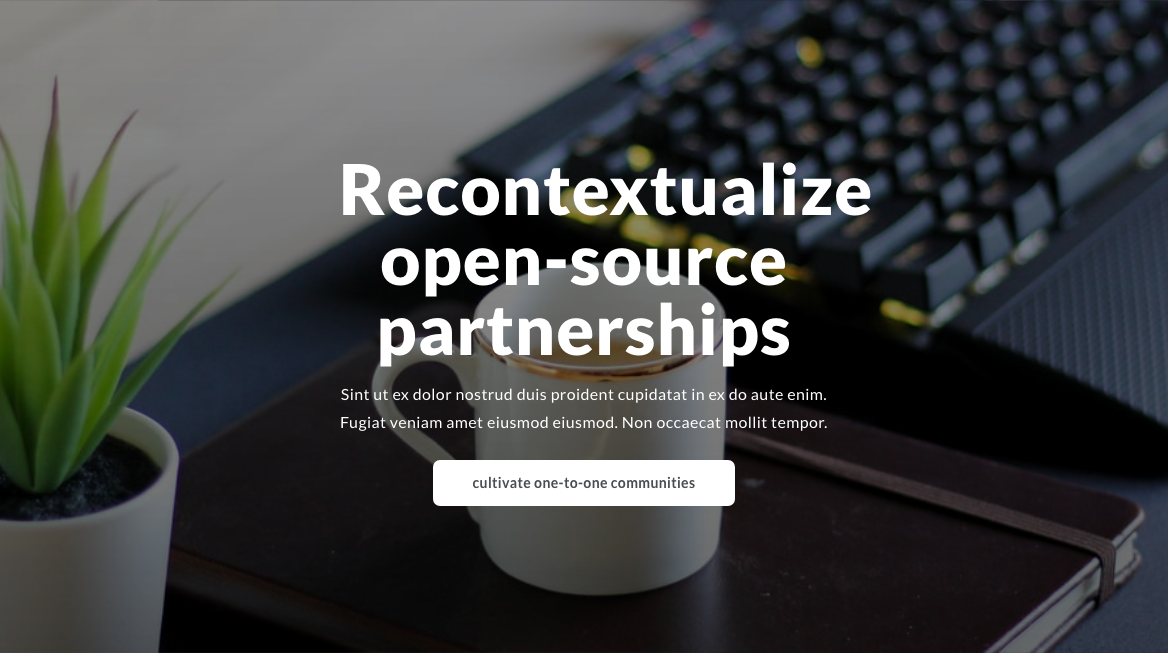 Recontextualize
open-source
partnerships
Sint ut ex dolor nostrud duis proident cupidatat in ex do aute enim.
Fugiat veniam amet eiusmod eiusmod. Non occaecat mollit tempor.
cultivate one-to-one communities